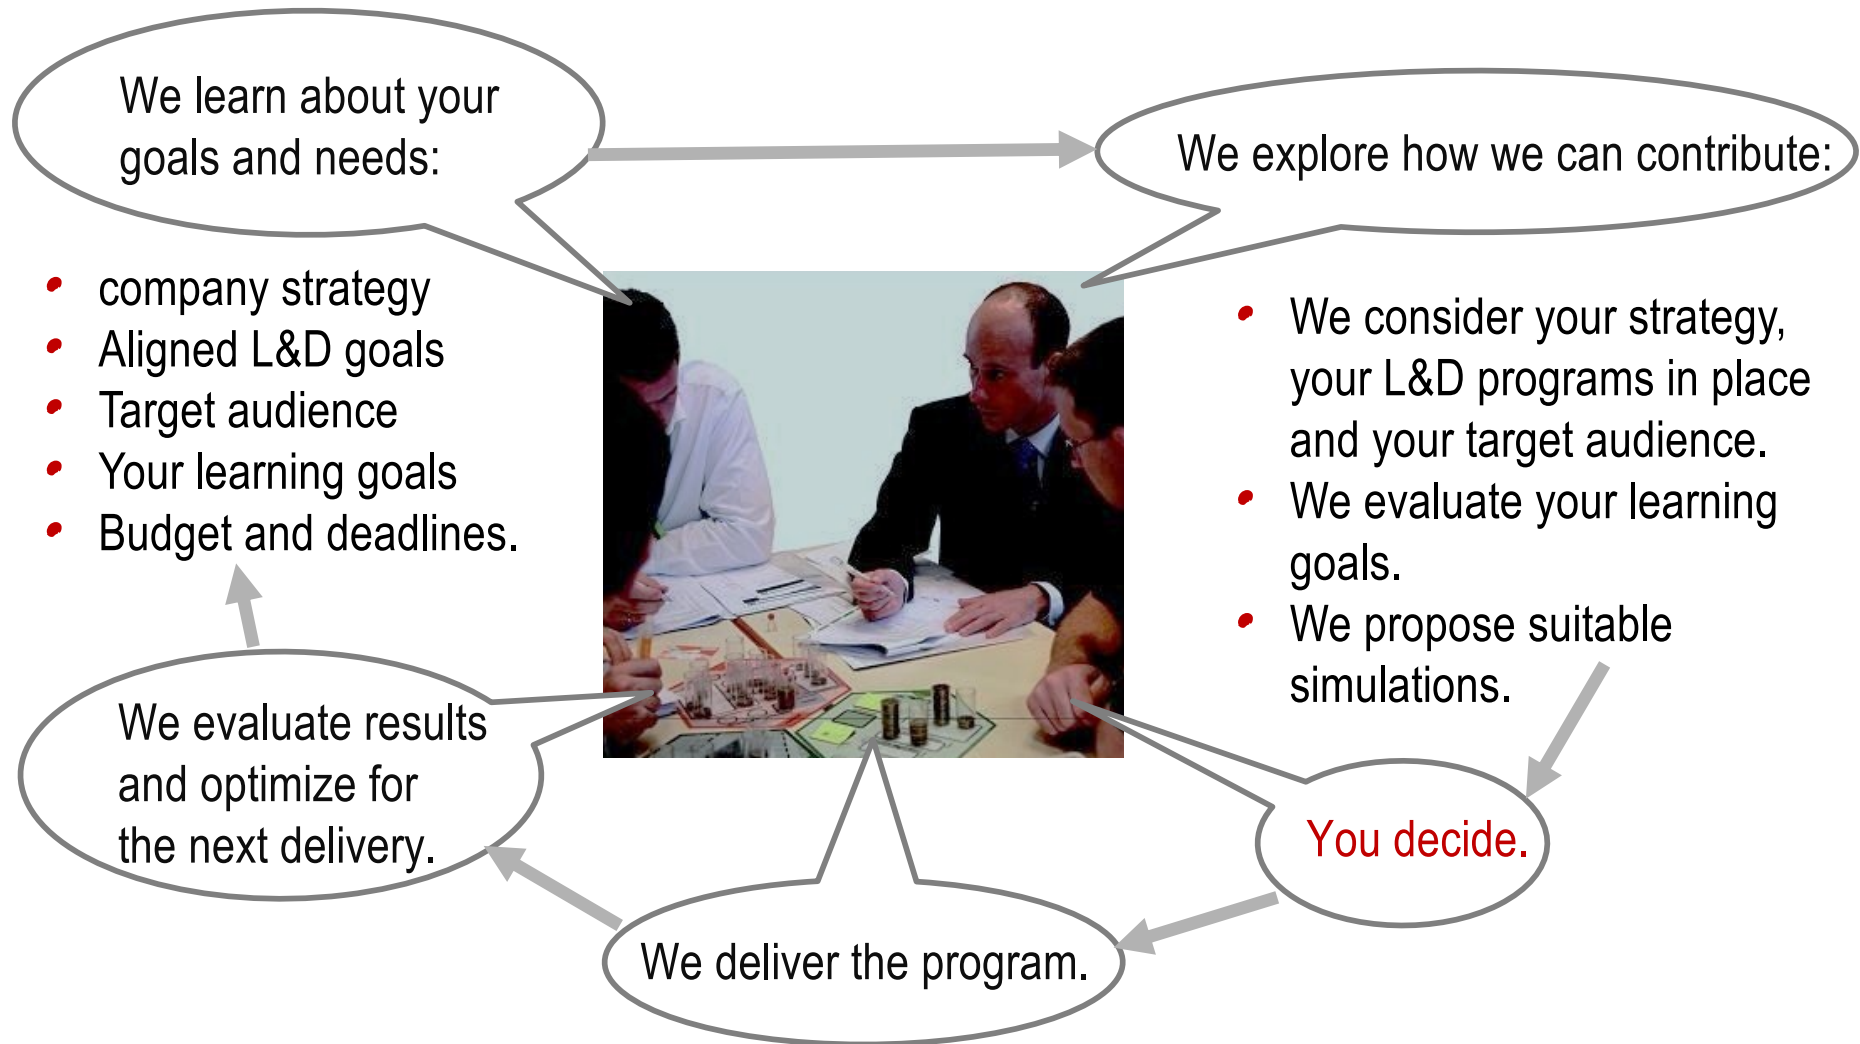 We learn about your
goals and needs:
• company strategy
• Aligned L&D goals
• Target audience
• Your learning goals
• Budget and deadlines.
We explore how we can contribute:
• We consider your strategy,
your L&D programs in place
and your target audience.
• We evaluate your learning
goals.
• We propose suitable
simulations.
You decide.
We deliver the program.
We evaluate results
and optimize for
the next delivery.